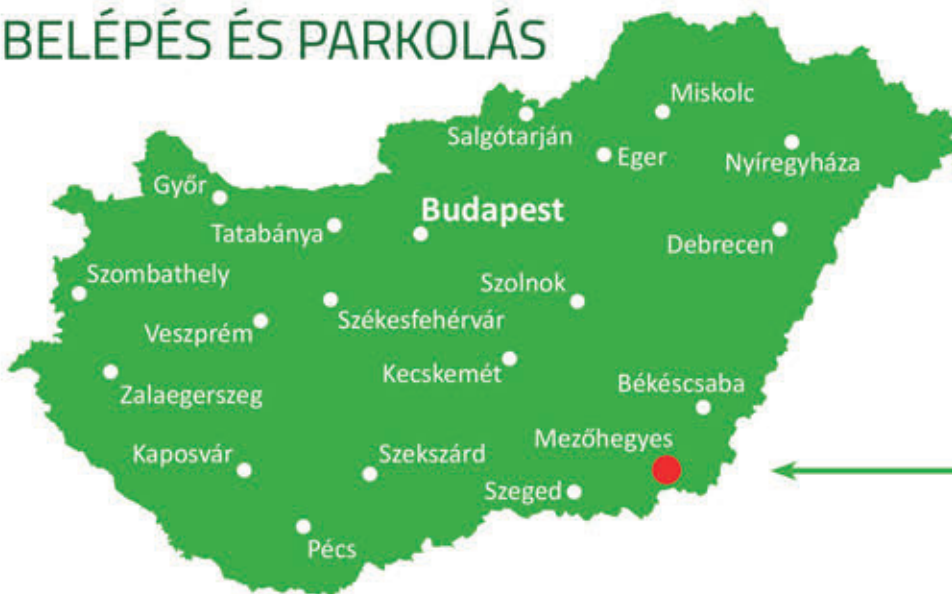 BELÉPÉS ÉS PARKOLÁS
Miskolc
Salgótarján
Eger
Nyíregyháza
Győr
Budapest
Tatabánya
Debrecen
Szombathely
Szolnok
Székesfehérvár
Veszprém
Kecskemét
Békéscsaba
Zalaegerszeg
Mezőhegyes
Kaposvár
Szekszárd
Szeged
Pécs